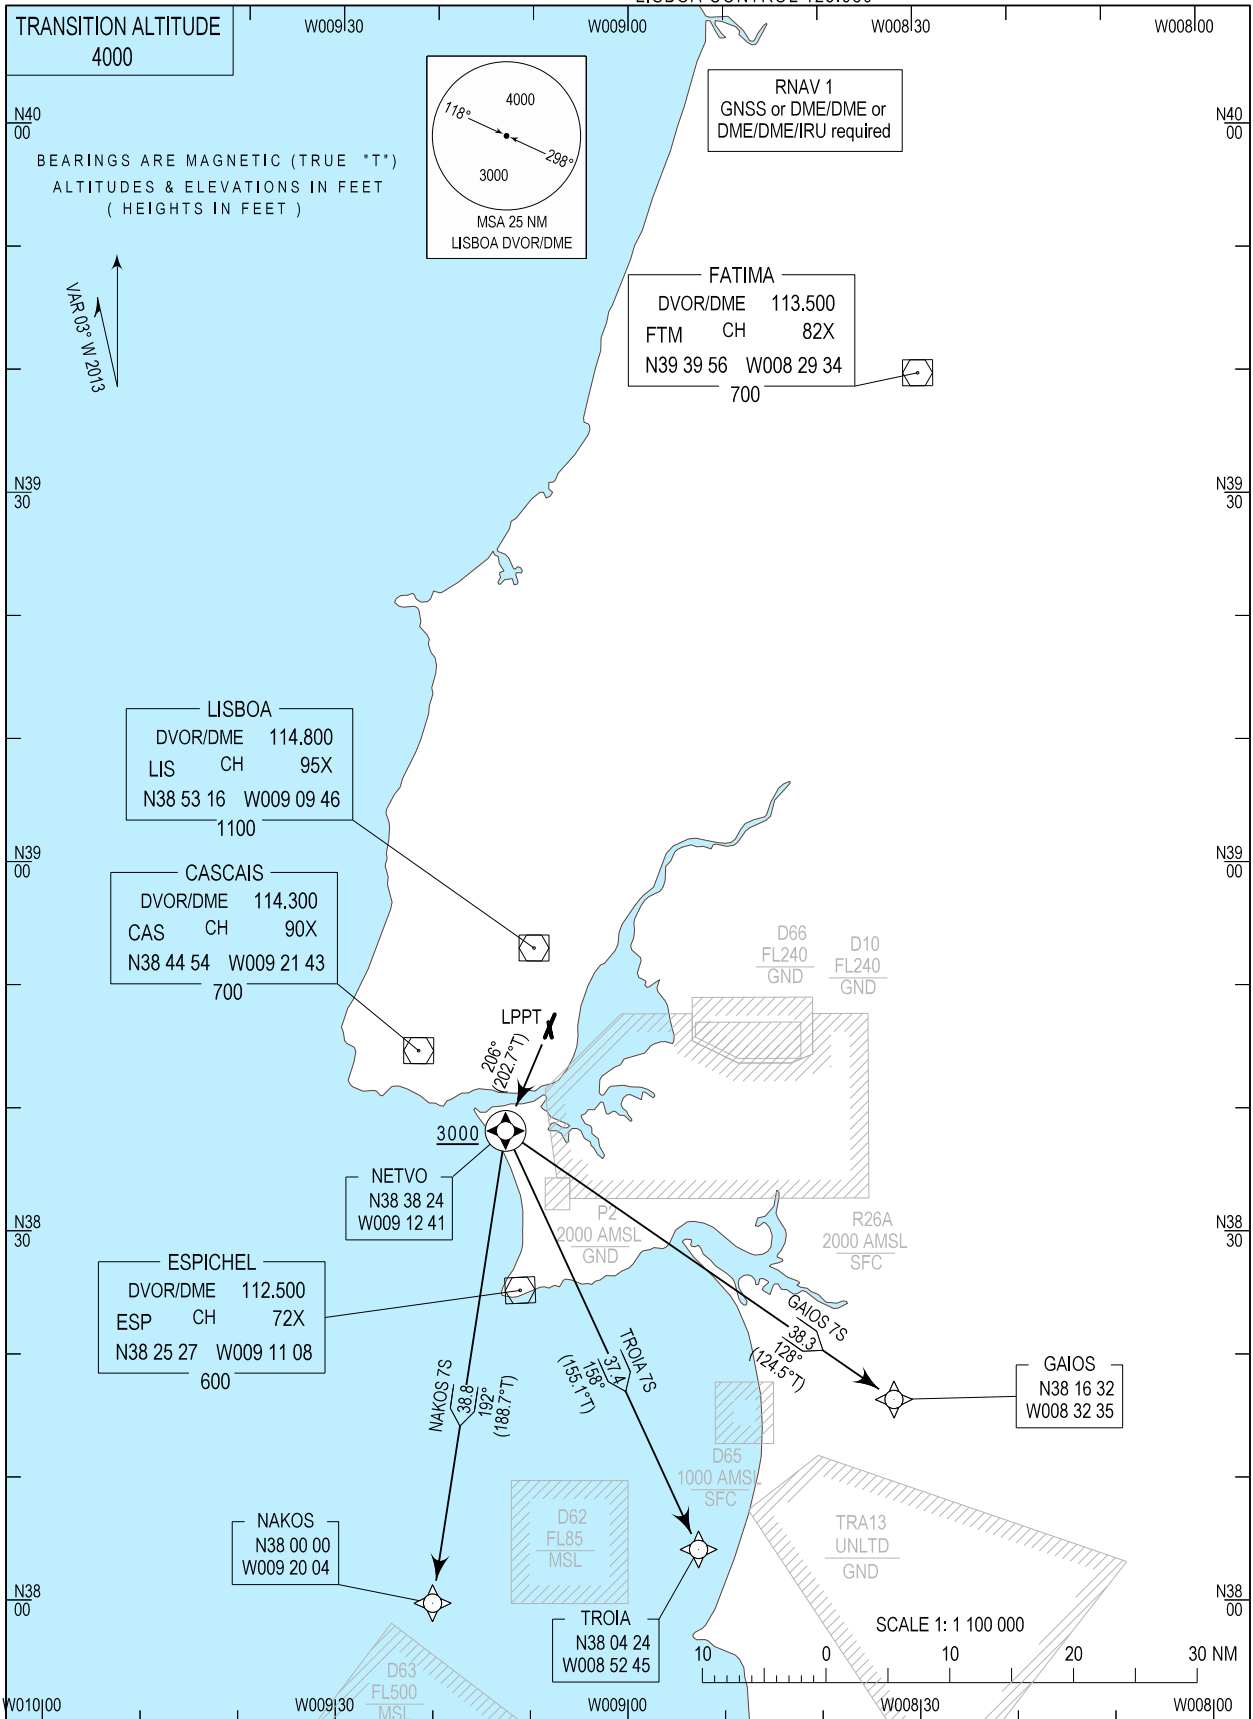 TRANSITION ALTITUDE
4000
W009 30
W009 00
W008 30
W008 00
N40
00
N40
00
BEARINGS ARE MAGNETIC (TRUE "T")
ALTITUDES & ELEVATIONS IN FEET
( HEIGHTS IN FEET )
VAR 03° W 2013
118°
4000
298°
3000
MSA 25 NM
LISBOA DVOR/DME
RNAV 1
GNSS or DME/DME or
DME/DME/IRU required
FATIMA
DVOR/DME 113.500
FTM CH 82X
N39 39 56 W008 29 34
700
N39
30
N39
30
LISBOA
DVOR/DME 114.800
LIS CH 95X
N38 53 16 W009 09 46
1100
N39
00
N39
00
CASCAIS
DVOR/DME 114.300
CAS CH 90X
N38 44 54 W009 21 43
700
D66
FL240
GND
D10
FL240
GND
LPPT
206°
(202.7°T)
3000
NETVO
N38 38 24
W009 12 41
P2
2000 AMSL
GND
R26A
2000 AMSL
SFC
N38
30
N38
30
ESPICHEL
DVOR/DME 112.500
ESP CH 72X
N38 25 27 W009 11 08
600
NAKOS 7S
38.8
192°
(188.7°T)
TROIA 7S
37.4
158°
(155.1°T)
GAIOS 7S
38.3
128°
(124.5°T)
GAIOS
N38 16 32
W008 32 35
D65
1000 AMSL
SFC
D62
FL85
MSL
TRA13
UNLTD
GND
NAKOS
N38 00 00
W009 20 04
N38
00
N38
00
TROIA
N38 04 24
W008 52 45
SCALE 1: 1 100 000
10 0 10 20 30 NM
D63
FL500
MSL
W010 00
W009 30
W009 00
W008 30
W008 00